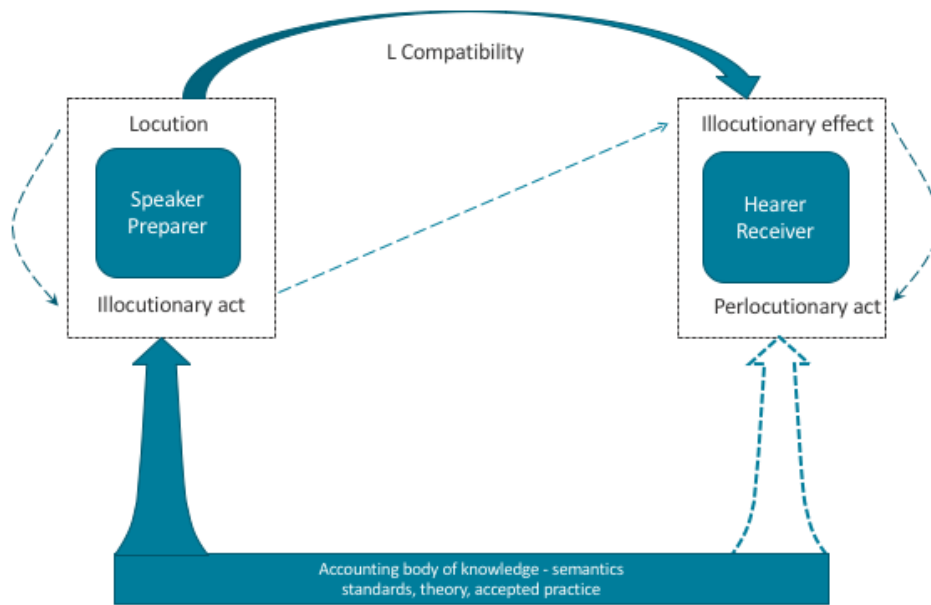 L Compatibility
Locution
Speaker
Preparer
Illocutionary act
Illocutionary effect
Hearer
Receiver
Perlocutionary act
Accounting body of knowledge - semantics
standards, theory, accepted practice